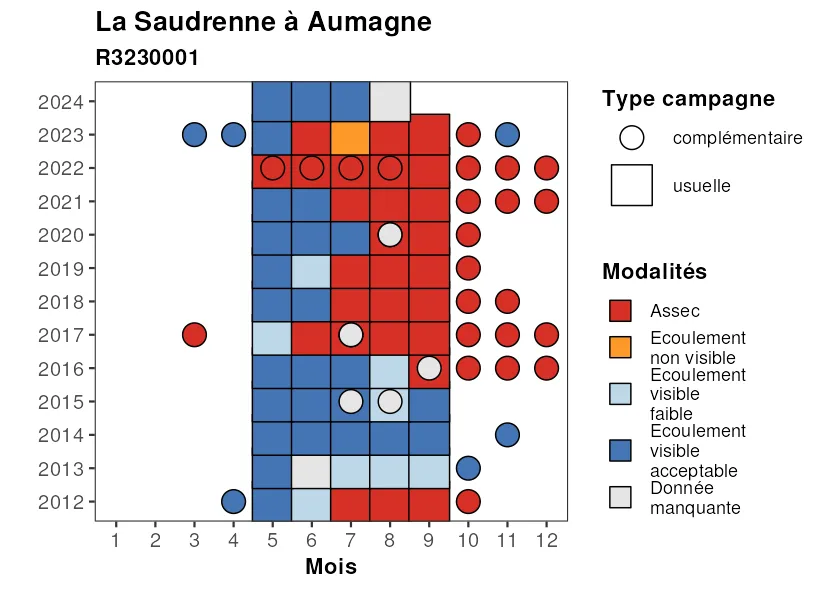 La Saudrenne à Aumagne
R3230001
2024
2023
2022
2021
2020
2019
2018
2017
2016
2015
2014
2013
2012
1 2 3 4 5 6 7 8 9 10 11 12
Mois
Type campagne
complémentaire
usuelle
Modalités
Assec
Ecoulement
non visible
Ecoulement
visible
faible
Ecoulement
visible
acceptable
Donnée
manquante